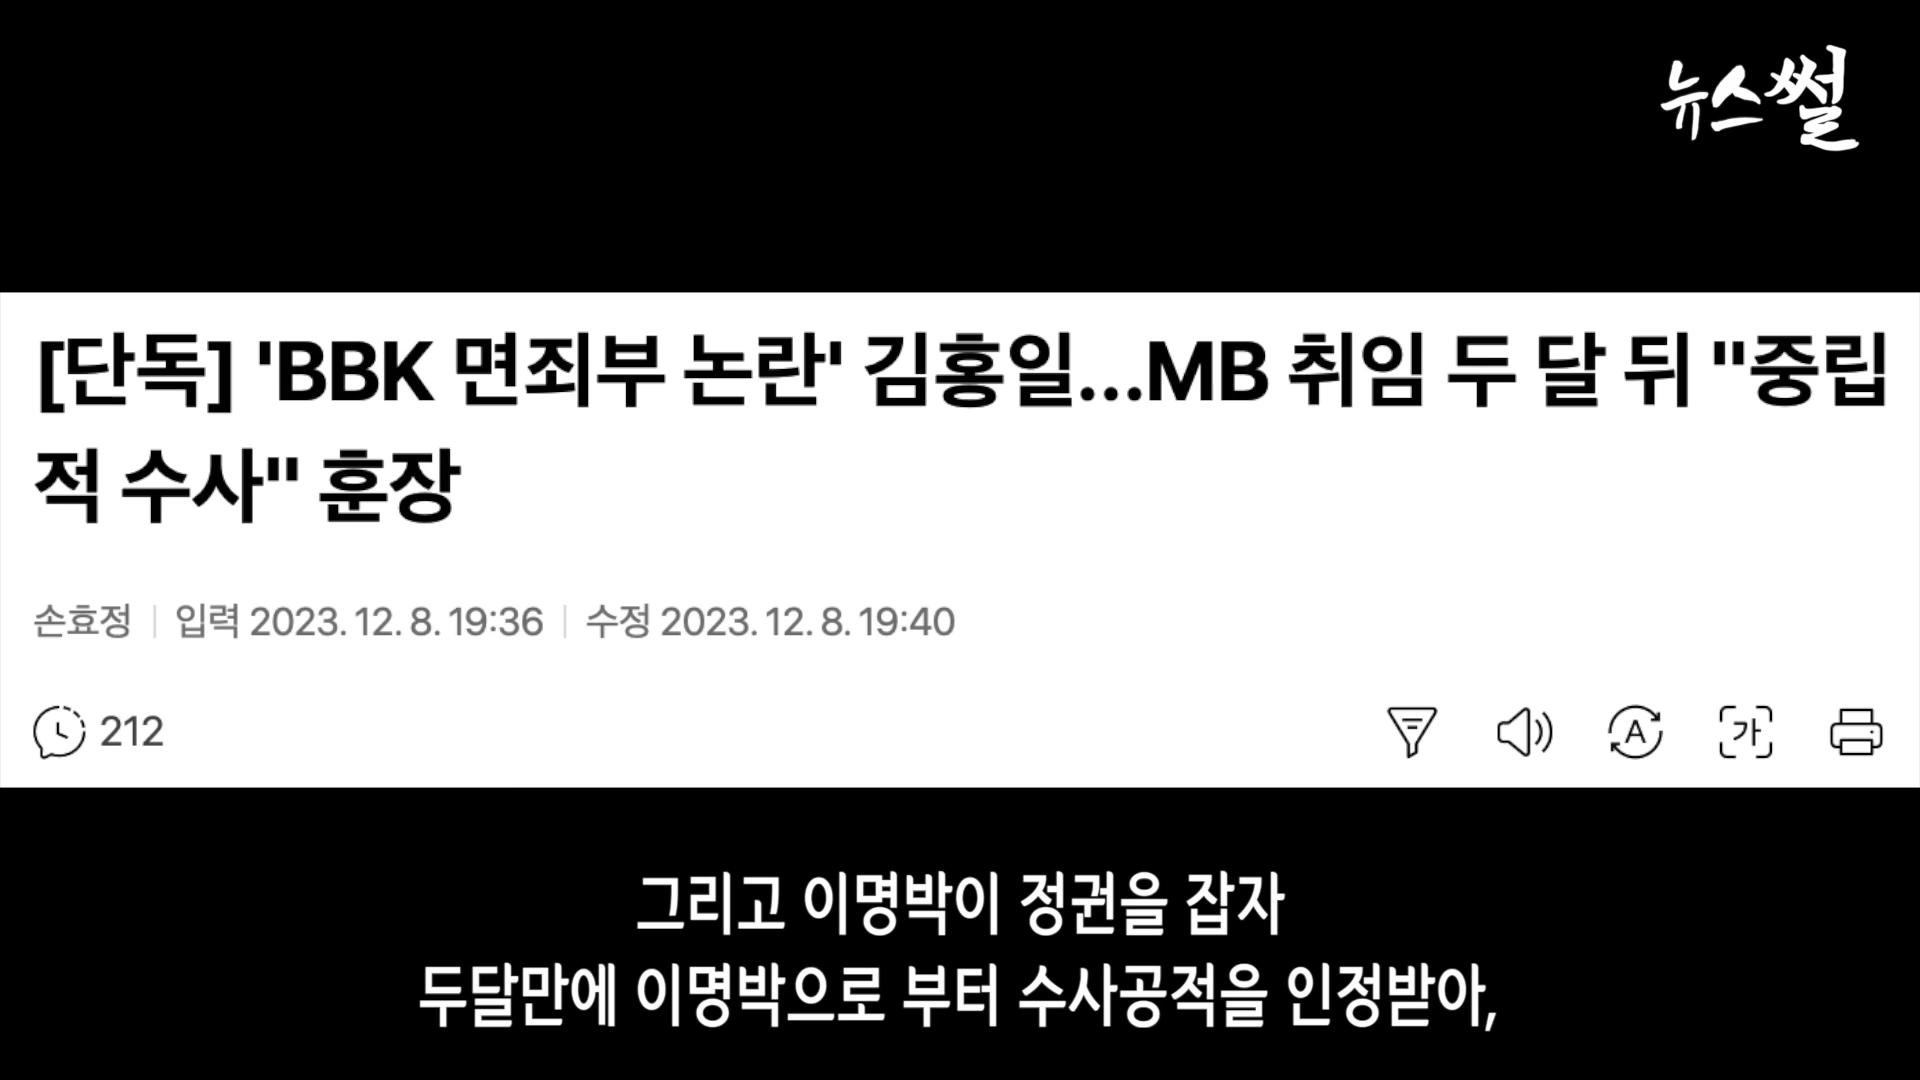 뉴스썰
[단독] 'BBK 면죄부 논란' 김홍일...MB 취임 두 달 뒤 "중립
적 수사" 훈장
손효정 | 입력 2023. 12. 8. 19:36 | 수정 2023. 12. 8. 19:40
212
A
가
그리고 이명박이 정권을 잡자
두달만에 이명박으로 부터 수사공적을 인정받아,